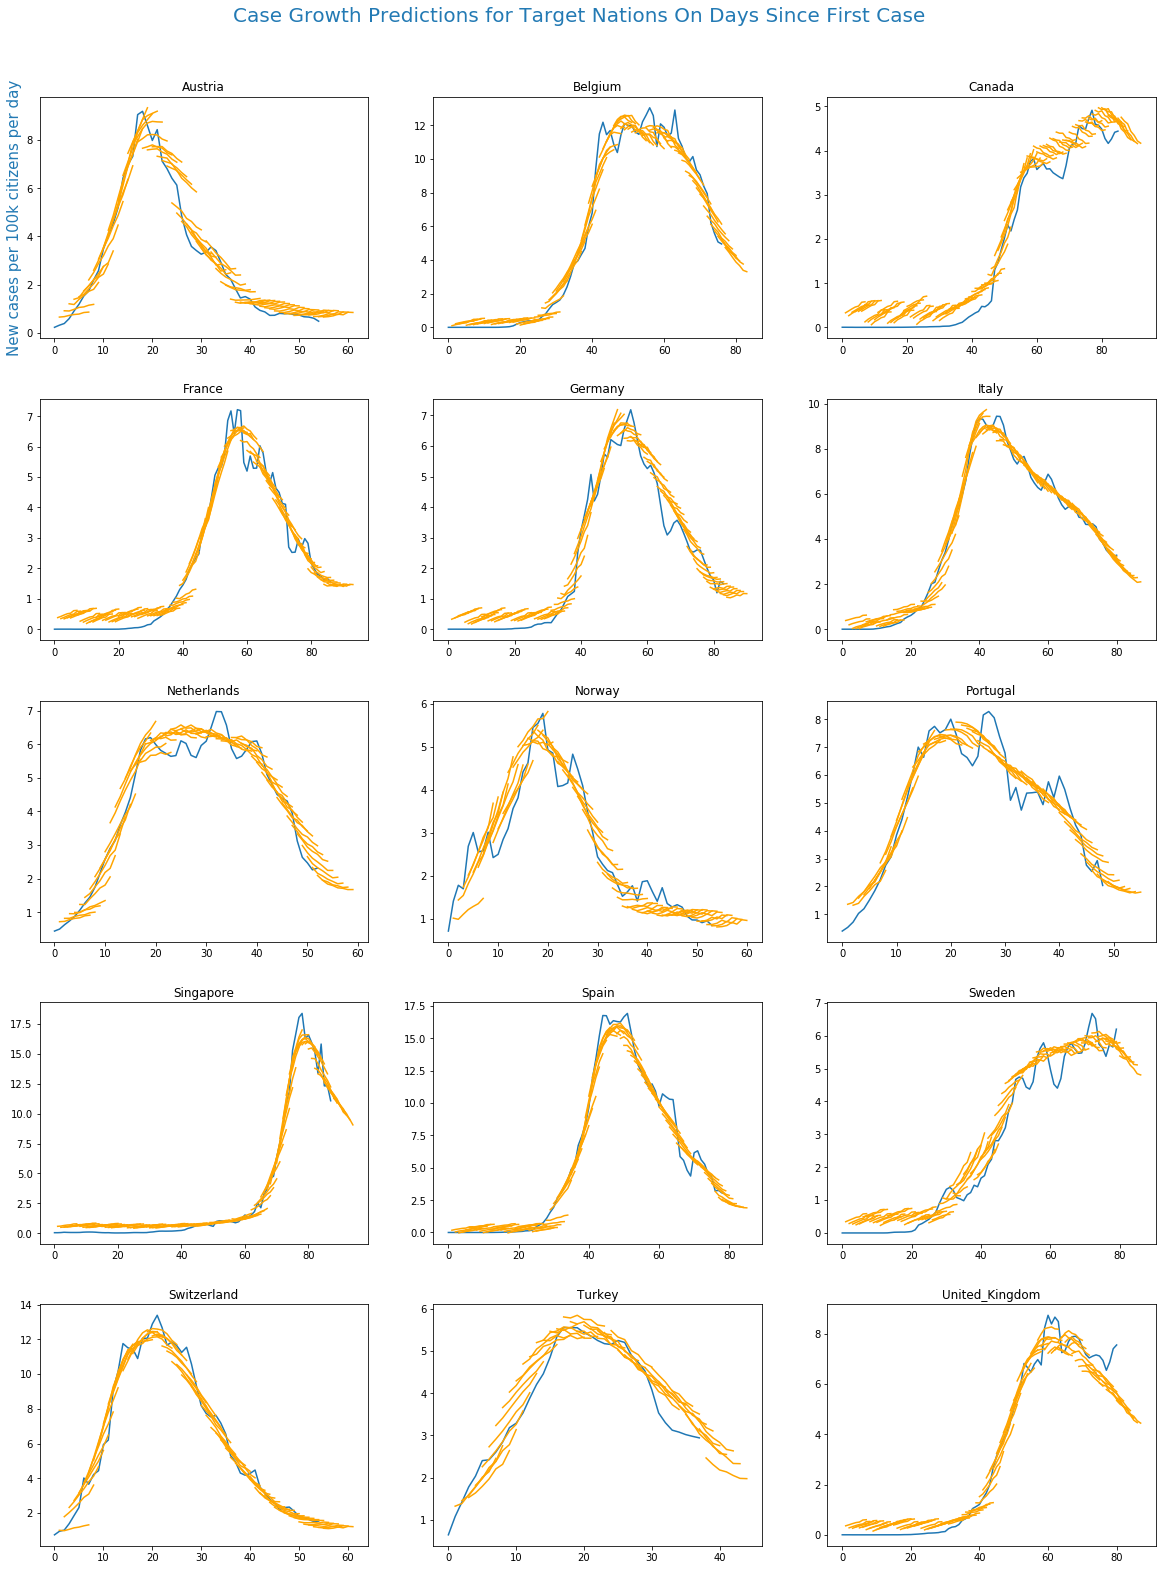 Case Growth Predictions for Target Nations On Days Since First Case
New cases per 100k citizens per day
Austria
0 2 4 6 8
0 10 20 30 40 50 60
Belgium
0 2 4 6 8 10 12
0 20 40 60 80
Canada
0 1 2 3 4 5
0 20 40 60 80
France
0 1 2 3 4 5 6 7
0 20 40 60 80
Germany
0 1 2 3 4 5 6 7
0 20 40 60 80
Italy
0 2 4 6 8 10
0 20 40 60 80
Netherlands
1 2 3 4 5 6 7
0 10 20 30 40 50 60
Norway
1 2 3 4 5 6
0 10 20 30 40 50 60
Portugal
1 2 3 4 5 6 7 8
0 10 20 30 40 50
Singapore
0.0 2.5 5.0 7.5 10.0 12.5 15.0 17.5
0 20 40 60 80
Spain
0.0 2.5 5.0 7.5 10.0 12.5 15.0 17.5
0 20 40 60 80
Sweden
0 1 2 3 4 5 6 7
0 20 40 60 80
Switzerland
2 4 6 8 10 12 14
0 10 20 30 40 50 60
Turkey
1 2 3 4 5 6
0 10 20 30 40
United_Kingdom
0 2 4 6 8
0 20 40 60 80